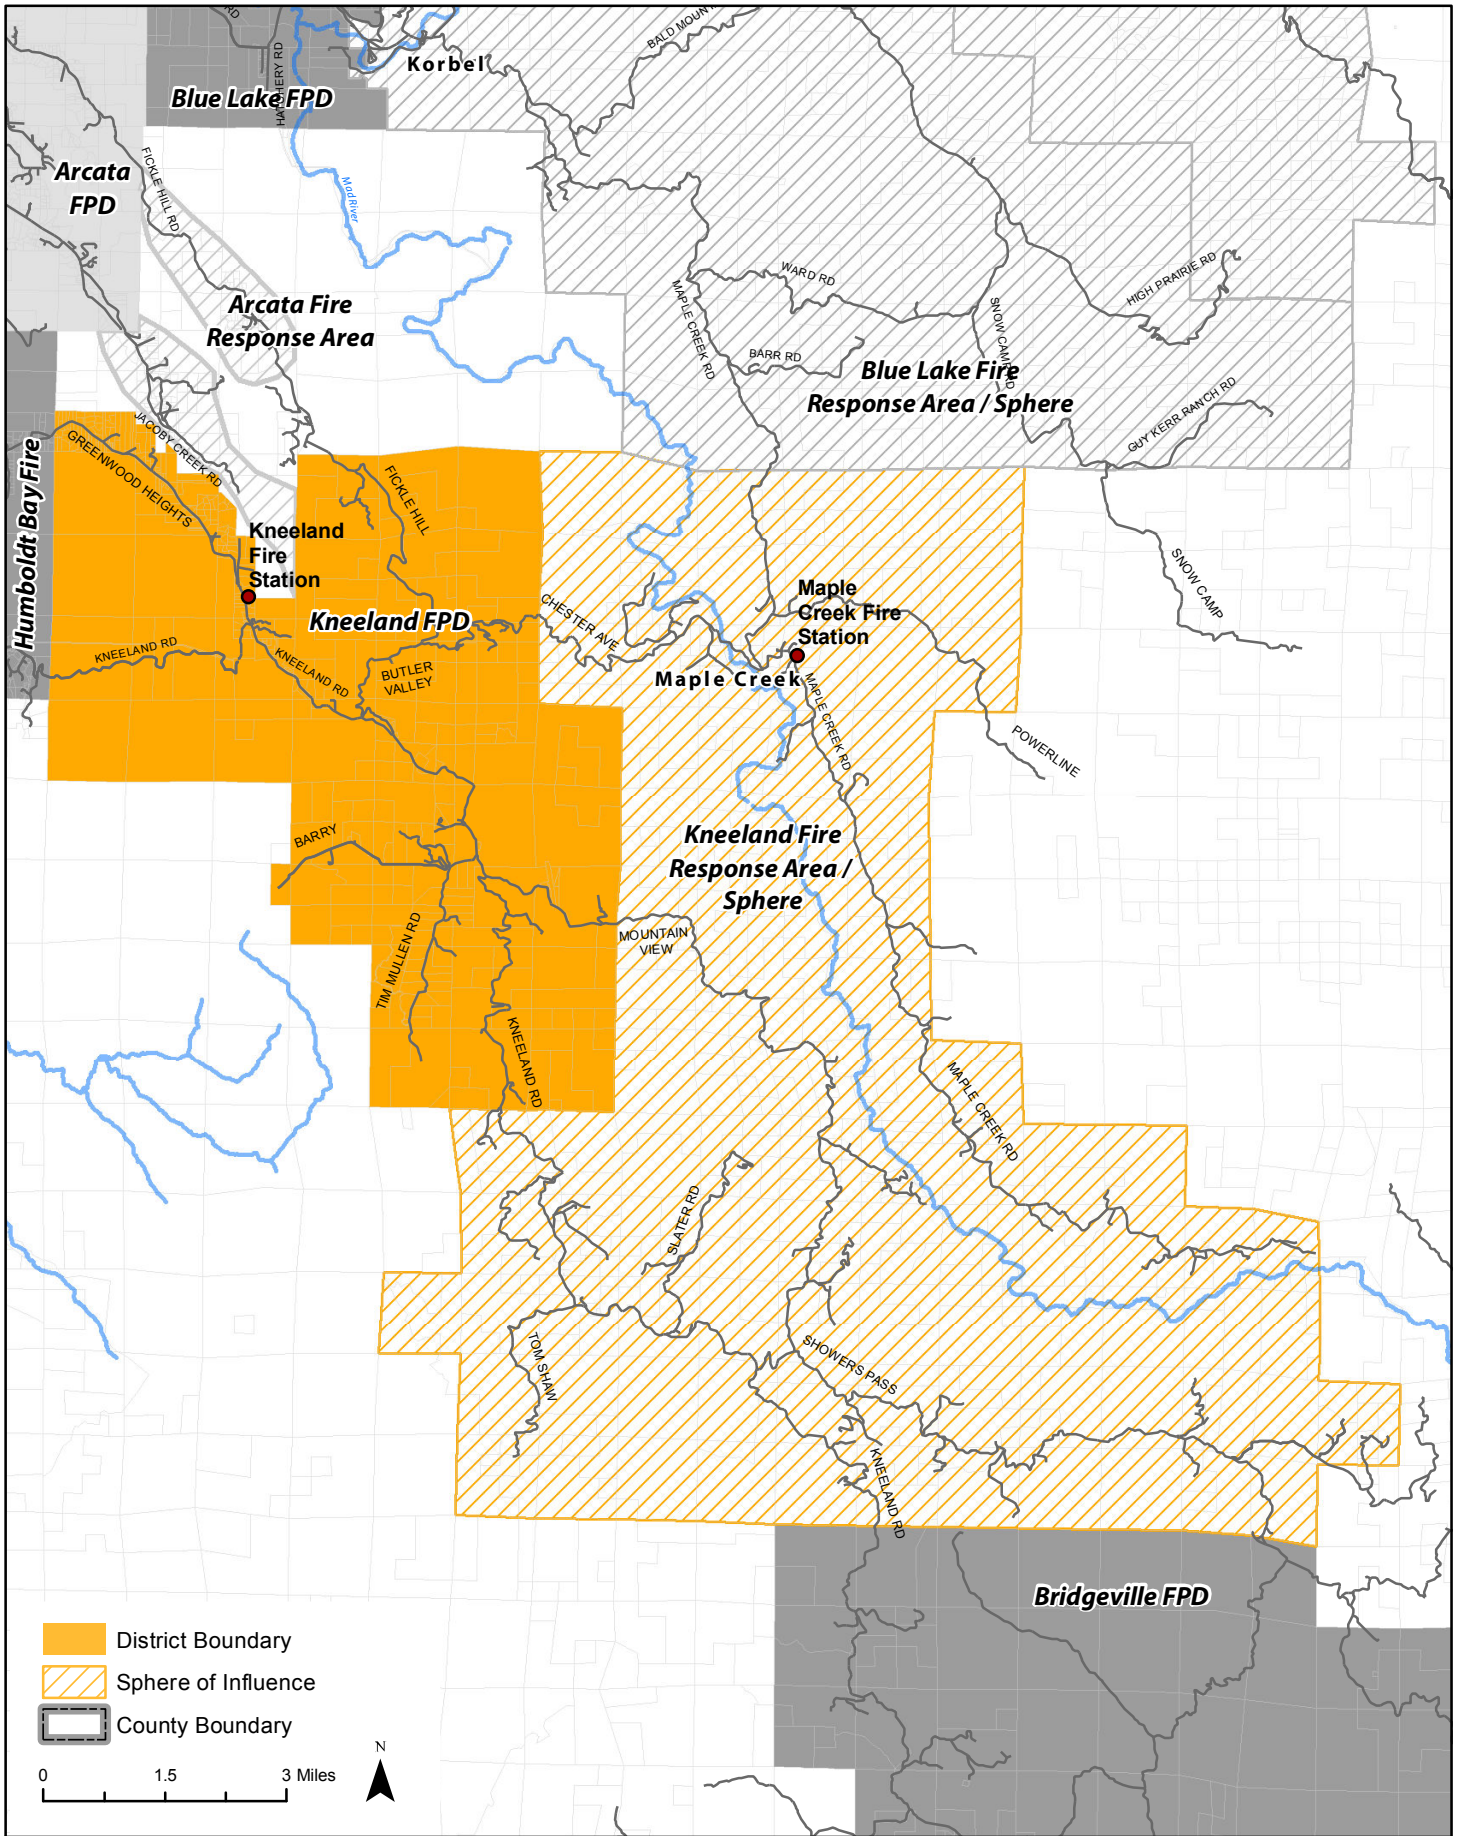 RD
HATCHERY RD
Korbel
BALD MOUNT
Blue Lake FPD
Arcata
FPD
FICKLE HILL RD
Mad River
Arcata Fire
Response Area
WARD RD
HIGH PRAIRIE RD
MAPLE CREEK RD
SNOW CAMP RD
BARR RD
Blue Lake Fire
Response Area / Sphere
GUY KERR RANCH RD
JACOBY CREEK RD
GREENWOOD HEIGHTS
FICKLE HILL
Humboldt Bay Fire
Kneeland
Fire
Station
Kneeland FPD
KNEELAND RD
KNEELAND RD
BUTLER
VALLEY
CHESTER AVE
Maple
Creek Fire
Station
Maple Creek
MAPLE CREEK RD
SNOW CAMP
POWERLINE
BARRY
Kneeland Fire
Response Area /
Sphere
MOUNTAIN
VIEW
TIM MULLEN RD
KNEELAND RD
MAPLE CREEK RD
SLATER RD
TOM SHAW
SHOWERS PASS
KNEELAND RD
Bridgeville FPD
District Boundary
Sphere of Influence
County Boundary
N
0 1.5 3 Miles